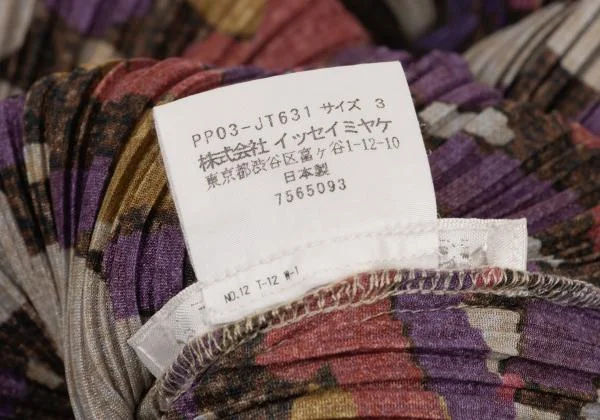 PP03-JT631 サイズ 3
株式会社 イッセイミヤケ
東京都渋谷区富ヶ谷1-12-10
日本製
7565093
NO.12 T-12 W-1